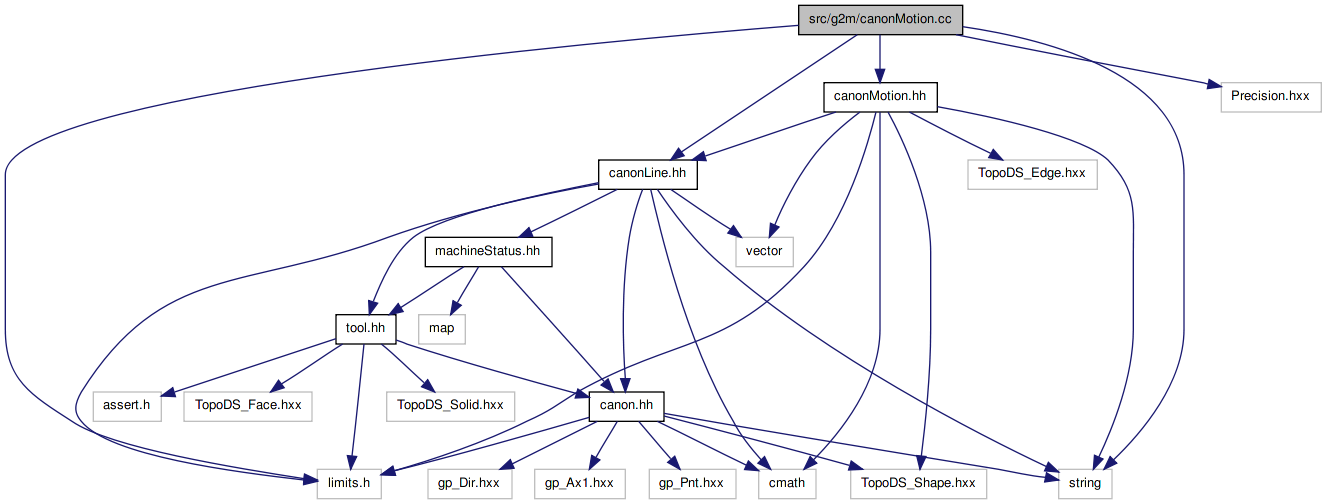 src/g2m/canonMotion.cc
canonMotion.hh
Precision.hxx
canonLine.hh
TopoDS_Edge.hxx
machineStatus.hh
vector
tool.hh
map
assert.h
TopoDS_Face.hxx
TopoDS_Solid.hxx
canon.hh
limits.h
gp_Dir.hxx
gp_Ax1.hxx
gp_Pnt.hxx
cmath
TopoDS_Shape.hxx
string